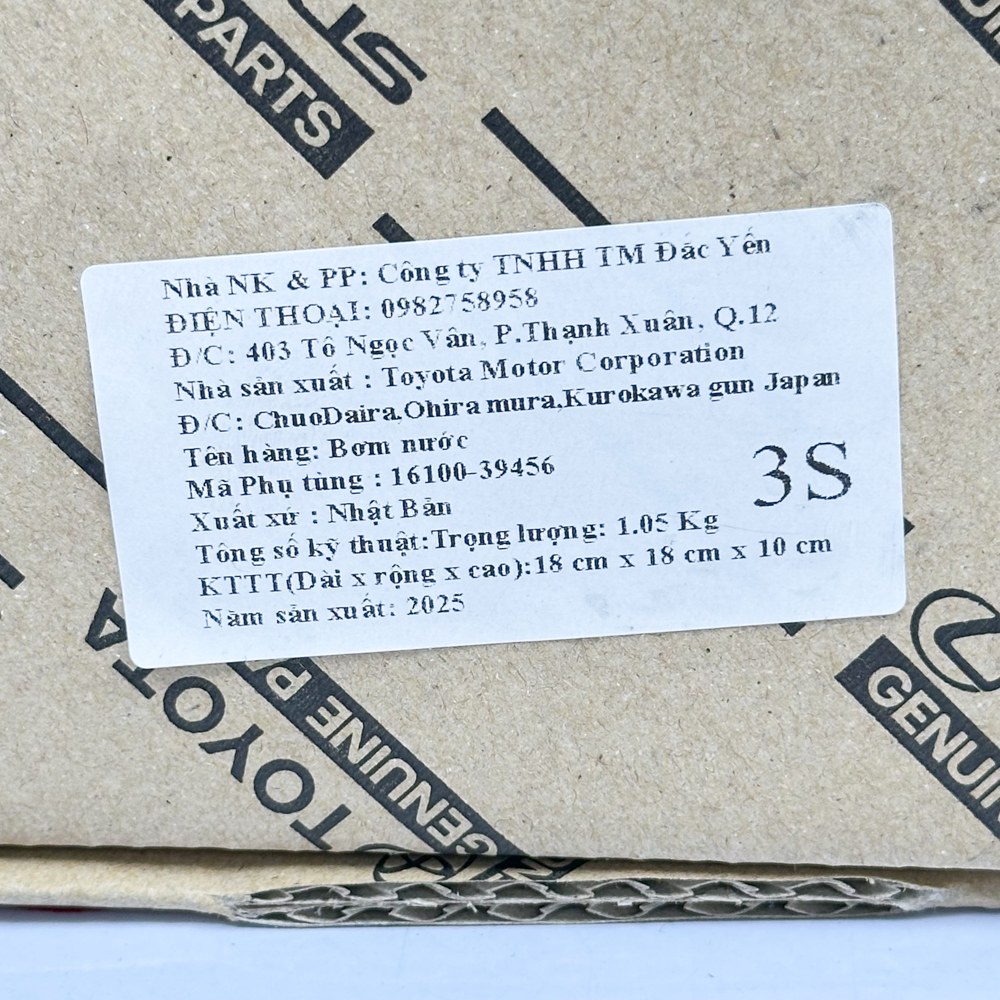 PARTS
Nhà NK & PP: Công ty TNHH TM Đắc Yến
ĐIỆN THOẠI: 0982758958
Đ/C: 403 Tô Ngọc Vân, P.Thạnh Xuân, Q.12
Nhà sản xuất : Toyota Motor Corporation
Đ/C: ChuoDaira,Ohira mura,Kurokawa gun Japan
Tên hàng: Bơm nước
Mã Phụ tùng : 16100-39456
3S
Xuất xứ : Nhật Bản
Tông số kỹ thuật:Trọng lượng: 1.05 Kg
KTTT(Dài x rộng x cao):18 cm x 18 cm x 10 cm
Năm sản xuất: 2025
TOYOTA
GENUINE
GENUIN